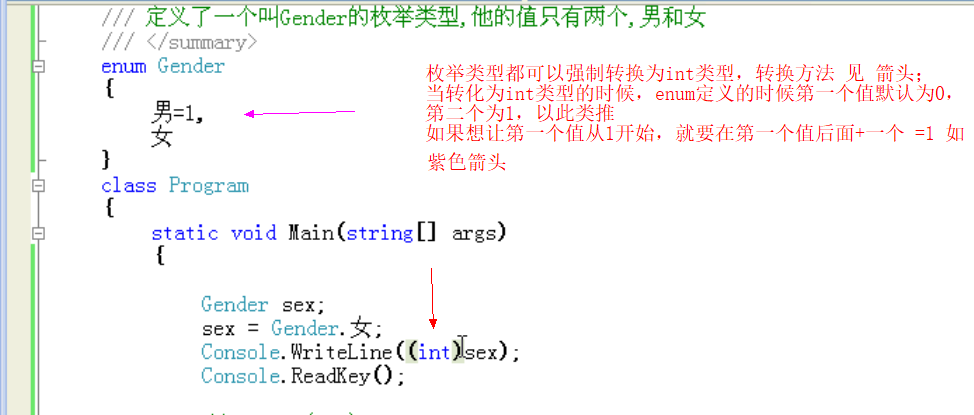 /// 定义了一个叫Gender的枚举类型,他的值只有两个,男和女
/// </summary>
enum Gender
{
男=1,
女
}
枚举类型都可以强制转换为int类型，转换方法 见 箭头；
当转化为int类型的时候，enum定义的时候第一个值默认为0，
第二个为1，以此类推
如果想让第一个值从1开始，就要在第一个值后面+一个 =1 如
紫色箭头
class Program
{
static void Main(string[] args)
{
Gender sex;
sex = Gender.女;
Console.WriteLine((int)sex);
Console.ReadKey();